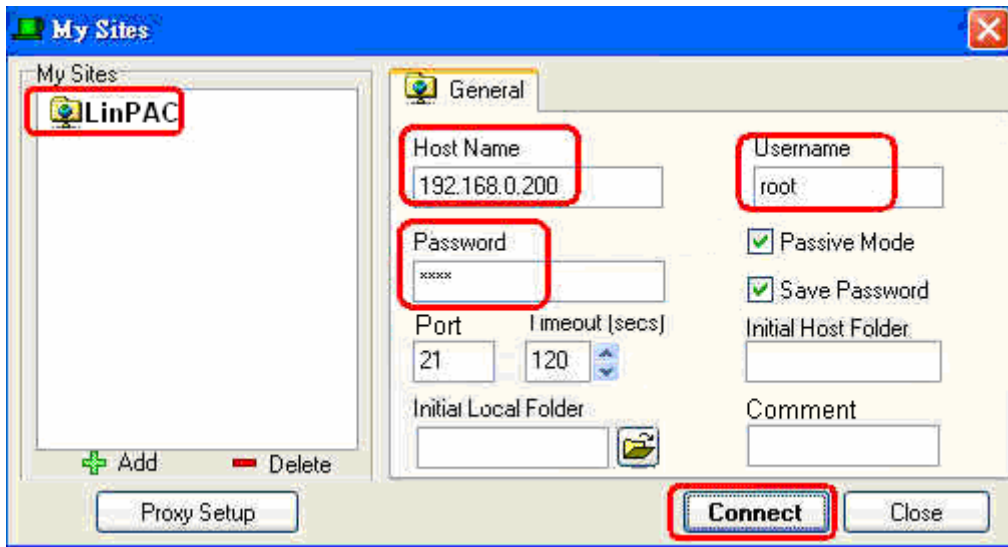 My Sites
My Sites
LinPAC
Add
Delete
General
Host Name
Username
192.168.0.200
root
Password
Passive Mode
****
Save Password
Port
Timeout (secs)
Initial Host Folder
21
120
Initial Local Folder
Comment
Proxy Setup
Connect
Close